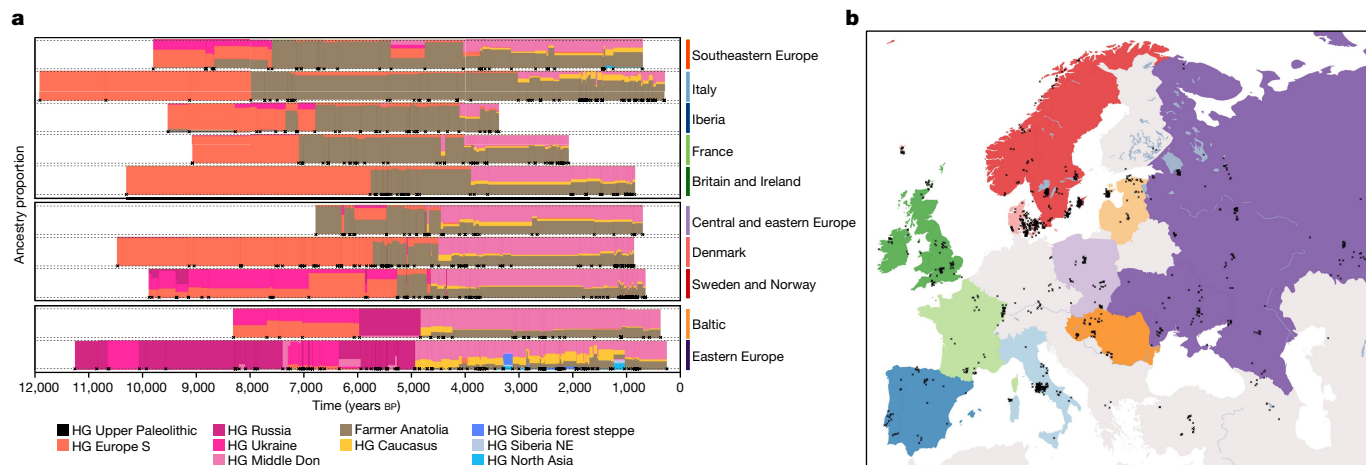 a
b
Ancestry proportion
Southeastern Europe
Italy
Iberia
France
Britain and Ireland
Central and eastern Europe
Denmark
Sweden and Norway
Baltic
Eastern Europe
12,000 11,000 10,000 9,000 8,000 7,000 6,000 5,000 4,000 3,000 2,000 1,000 0
Time (years BP)
HG Upper Paleolithic
HG Europe S
HG Russia
HG Ukraine
HG Middle Don
Farmer Anatolia
HG Caucasus
HG Siberia forest steppe
HG Siberia NE
HG North Asia